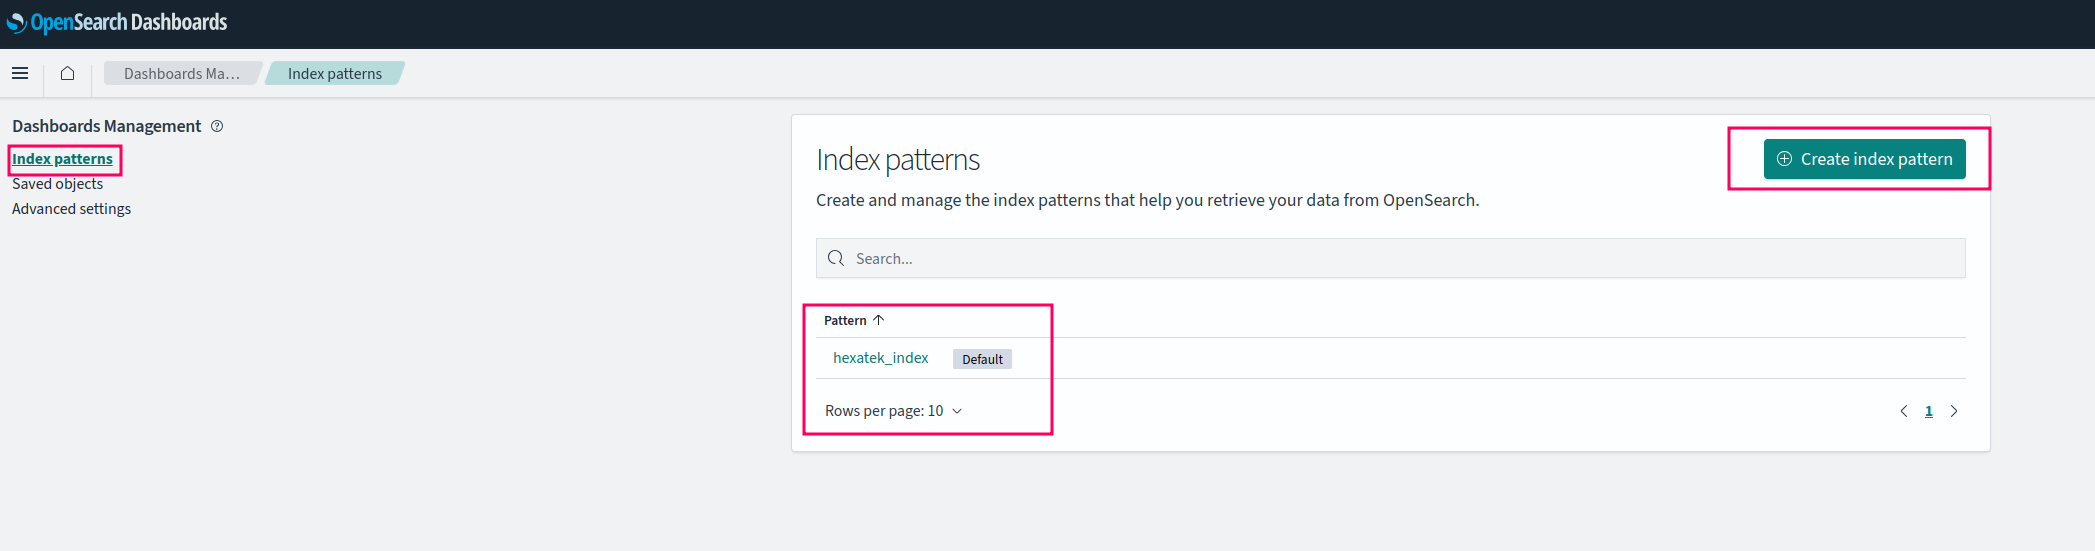 OpenSearch Dashboards
Dashboards Ma... Index patterns
Dashboards Management
Index patterns
Saved objects
Advanced settings
Index patterns
Create index pattern
Create and manage the index patterns that help you retrieve your data from OpenSearch.
Search...
Pattern
hexatek_index Default
Rows per page: 10
1